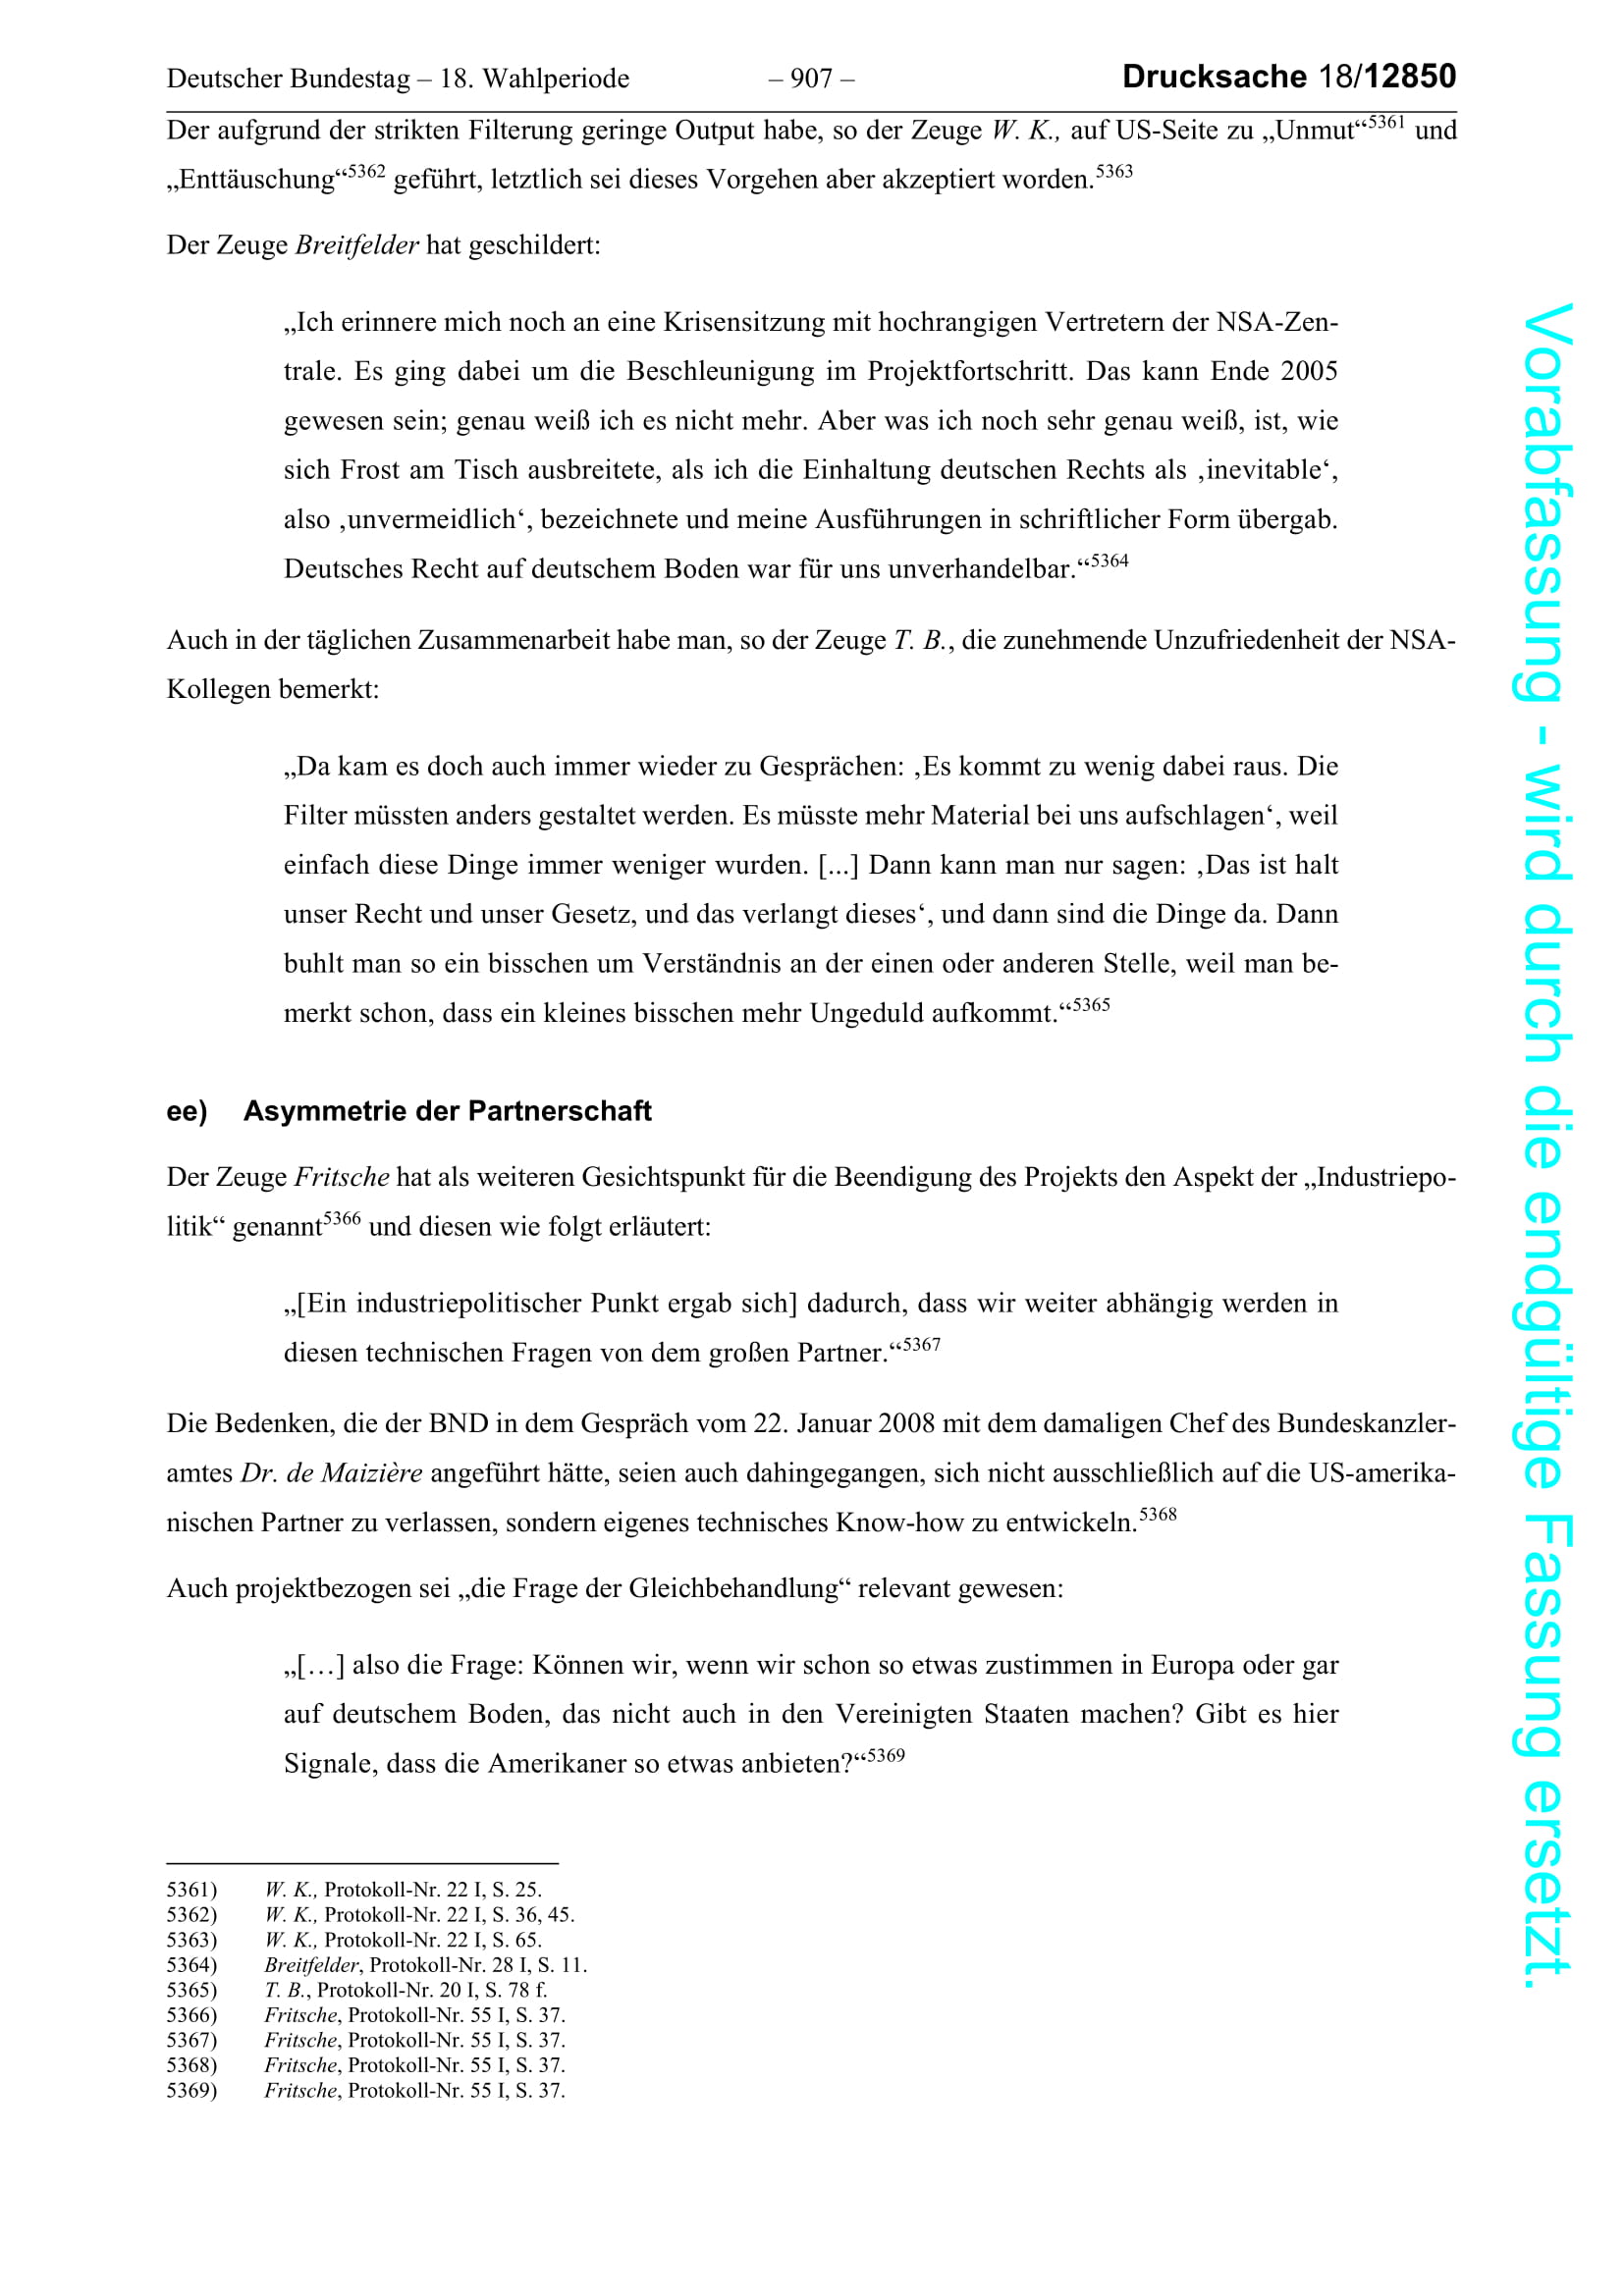 Deutscher Bundestag – 18. Wahlperiode – 907 – Drucksache 18/12850
Der aufgrund der strikten Filterung geringe Output habe, so der Zeuge W. K., auf US-Seite zu „Unmut“5361 und
„Enttäuschung“5362 geführt, letztlich sei dieses Vorgehen aber akzeptiert worden.5363
Der Zeuge Breitfelder hat geschildert:
„Ich erinnere mich noch an eine Krisensitzung mit hochrangigen Vertretern der NSA-Zen-
trale. Es ging dabei um die Beschleunigung im Projektfortschritt. Das kann Ende 2005
gewesen sein; genau weiß ich es nicht mehr. Aber was ich noch sehr genau weiß, ist, wie
sich Frost am Tisch ausbreitete, als ich die Einhaltung deutschen Rechts als ‚inevitable‘,
also ‚unvermeidlich‘, bezeichnete und meine Ausführungen in schriftlicher Form übergab.
Deutsches Recht auf deutschem Boden war für uns unverhandelbar.“5364
Auch in der täglichen Zusammenarbeit habe man, so der Zeuge T. B., die zunehmende Unzufriedenheit der NSA-
Kollegen bemerkt:
„Da kam es doch auch immer wieder zu Gesprächen: ‚Es kommt zu wenig dabei raus. Die
Filter müssten anders gestaltet werden. Es müsste mehr Material bei uns aufschlagen‘, weil
einfach diese Dinge immer weniger wurden. [...] Dann kann man nur sagen: ‚Das ist halt
unser Recht und unser Gesetz, und das verlangt dieses‘, und dann sind die Dinge da. Dann
buhlt man so ein bisschen um Verständnis an der einen oder anderen Stelle, weil man be-
merkt schon, dass ein kleines bisschen mehr Ungeduld aufkommt.“5365
ee) Asymmetrie der Partnerschaft
Der Zeuge Fritsche hat als weiteren Gesichtspunkt für die Beendigung des Projekts den Aspekt der „Industriepo-
litik“ genannt5366 und diesen wie folgt erläutert:
„[Ein industriepolitischer Punkt ergab sich] dadurch, dass wir weiter abhängig werden in
diesen technischen Fragen von dem großen Partner.“5367
Die Bedenken, die der BND in dem Gespräch vom 22. Januar 2008 mit dem damaligen Chef des Bundeskanzler-
amtes Dr. de Maizière angeführt hätte, seien auch dahingegangen, sich nicht ausschließlich auf die US-amerika-
nischen Partner zu verlassen, sondern eigenes technisches Know-how zu entwickeln.5368
Auch projektbezogen sei „die Frage der Gleichbehandlung“ relevant gewesen:
„[…] also die Frage: Können wir, wenn wir schon so etwas zustimmen in Europa oder gar
auf deutschem Boden, das nicht auch in den Vereinigten Staaten machen? Gibt es hier
Signale, dass die Amerikaner so etwas anbieten?“5369
5361) W. K., Protokoll-Nr. 22 I, S. 25.
5362) W. K., Protokoll-Nr. 22 I, S. 36, 45.
5363) W. K., Protokoll-Nr. 22 I, S. 65.
5364) Breitfelder, Protokoll-Nr. 28 I, S. 11.
5365) T. B., Protokoll-Nr. 20 I, S. 78 f.
5366) Fritsche, Protokoll-Nr. 55 I, S. 37.
5367) Fritsche, Protokoll-Nr. 55 I, S. 37.
5368) Fritsche, Protokoll-Nr. 55 I, S. 37.
5369) Fritsche, Protokoll-Nr. 55 I, S. 37.
Vorabfassung - wird durch die endgültige Fassung ersetzt.